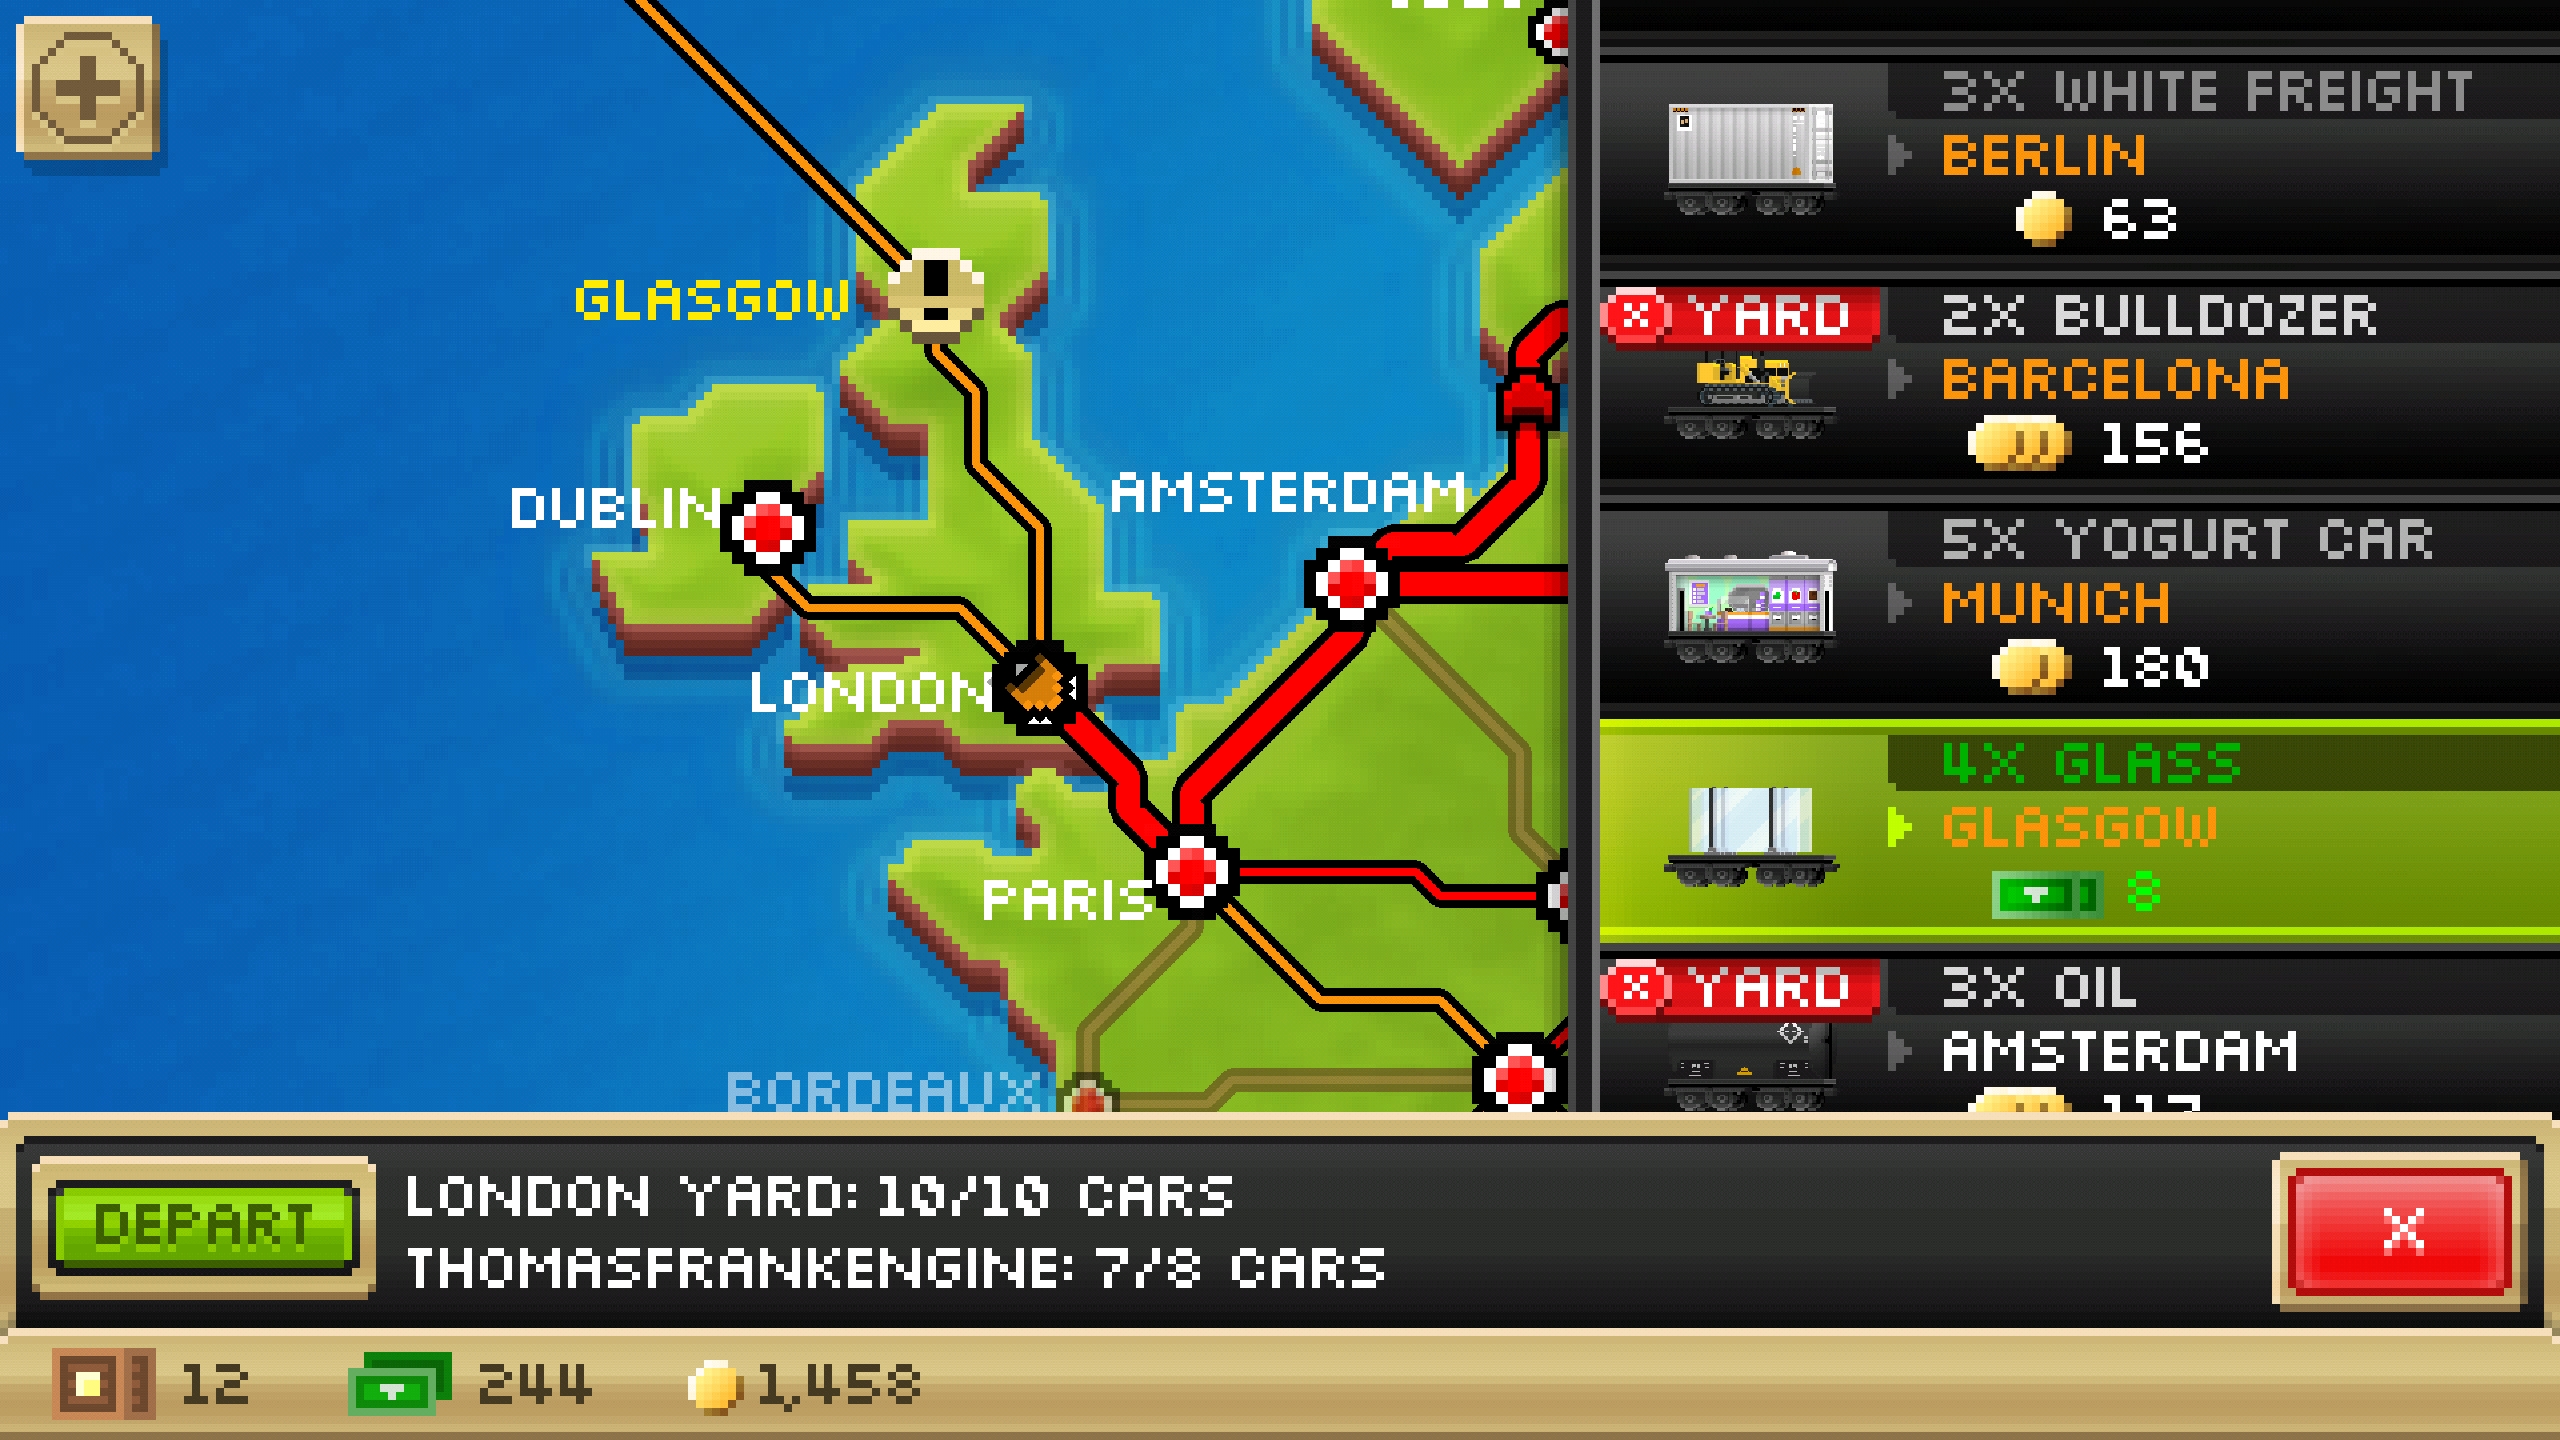 GLASGOW
DUBLIN
AMSTERDAM
LONDON
PARIS
BORDEAUX
3X WHITE FREIGHT
BERLIN
63
YARD
2X BULLDOZER
BARCELONA
156
5X YOGURT CAR
MUNICH
180
4X GLASS
GLASGOW
8
YARD
3X OIL
AMSTERDAM
117
DEPART
LONDON YARD: 10/10 CARS
THOMASFRANKENGINE: 7/8 CARS
X
12
244
1,458